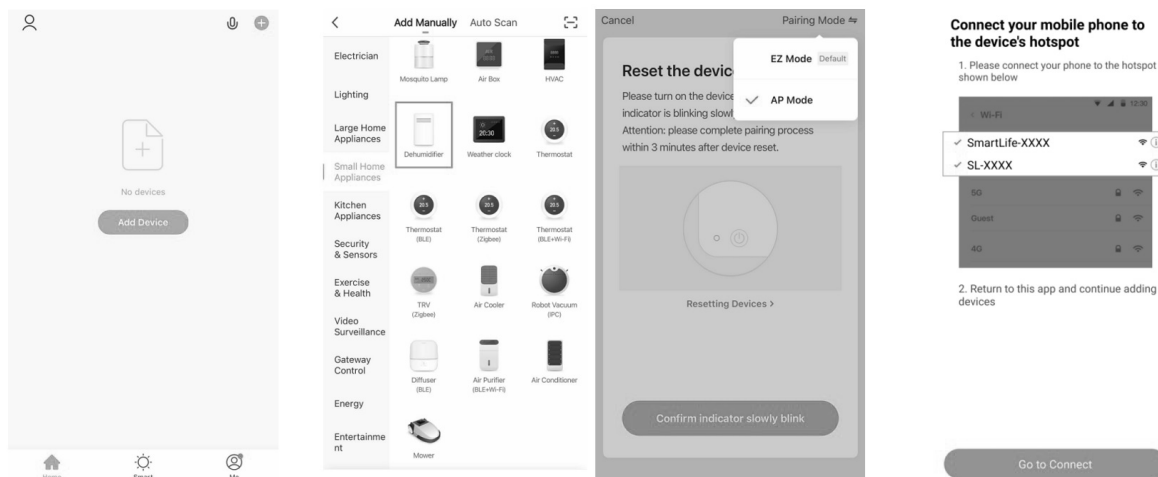 No devices
Add Device
Home
Smart
Me
Add Manually
Auto Scan
Electrician
Lighting
Large Home
Appliances
Small Home
Appliances
Kitchen
Appliances
Security
& Sensors
Exercise
& Health
Video
Surveillance
Gateway
Control
Energy
Entertainme
nt
Mosquito Lamp
Air Box
HVAC
20:30
Dehumidifier
Weather clock
Thermostat
Thermostat
(BLE)
Thermostat
(Zigbee)
Thermostat
(BLE+Wi-Fi)
TRV
(Zigbee)
Air Cooler
Robot Vacuum
(IPC)
Diffuser
(BLE)
Air Purifier
(BLE+Wi-Fi)
Air Conditioner
Mower
Cancel
Pairing Mode
EZ Mode Default
AP Mode
Reset the devic
Please turn on the device
indicator is blinking slowl
Attention: please complete pairing process
within 3 minutes after device reset.
Resetting Devices >
Confirm indicator slowly blink
Connect your mobile phone to
the device's hotspot
1. Please connect your phone to the hotspot
shown below
12:30
Wi-Fi
SmartLife-XXXX
SL-XXXX
5G
Guest
4G
2. Return to this app and continue adding
devices
Go to Connect